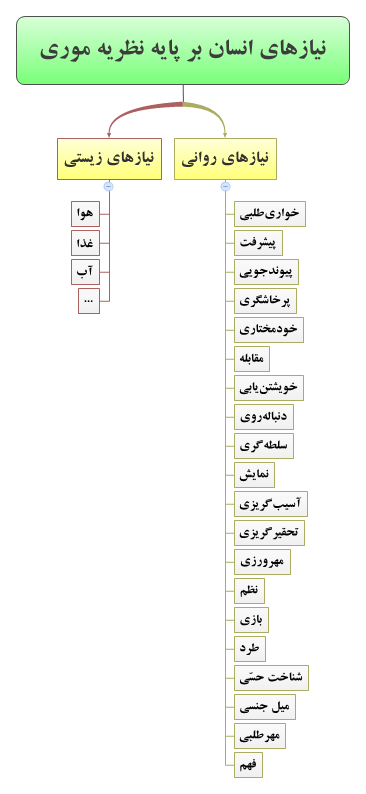 نیازهای انسان بر پایه نظریه موری
نیازهای روانی
خواری‌طلبی
پیشرفت
پیوندجویی
پرخاشگری
خودمختاری
مقابله
خویشتن‌یابی
دنباله‌روی
سلطه‌گری
نمایش
آسیب‌گریزی
تحقیرگریزی
مهرورزی
نظم
بازی
طرد
شناخت حسّی
میل جنسی
مهرطلبی
فهم
نیازهای زیستی
هوا
غذا
آب
...